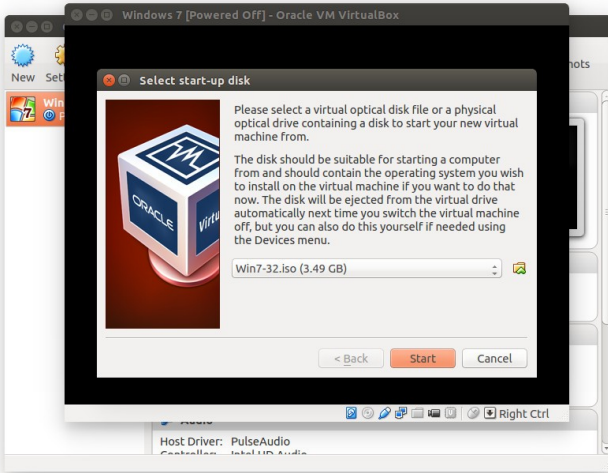 Windows 7 [Powered Off] - Oracle VM VirtualBox
New
Select start-up disk
Please select a virtual optical disk file or a physical
optical drive containing a disk to start your new virtual
machine from.
The disk should be suitable for starting a computer
from and should contain the operating system you wish
to install on the virtual machine if you want to do that
now. The disk will be ejected from the virtual drive
automatically next time you switch the virtual machine
off, but you can also do this yourself if needed using
the Devices menu.
ORACLE
Win7-32.iso (3.49 GB)
< Back
Start
Cancel
Right Ctrl
Audio
Host Driver: PulseAudio
Controller: Intel HD Audio